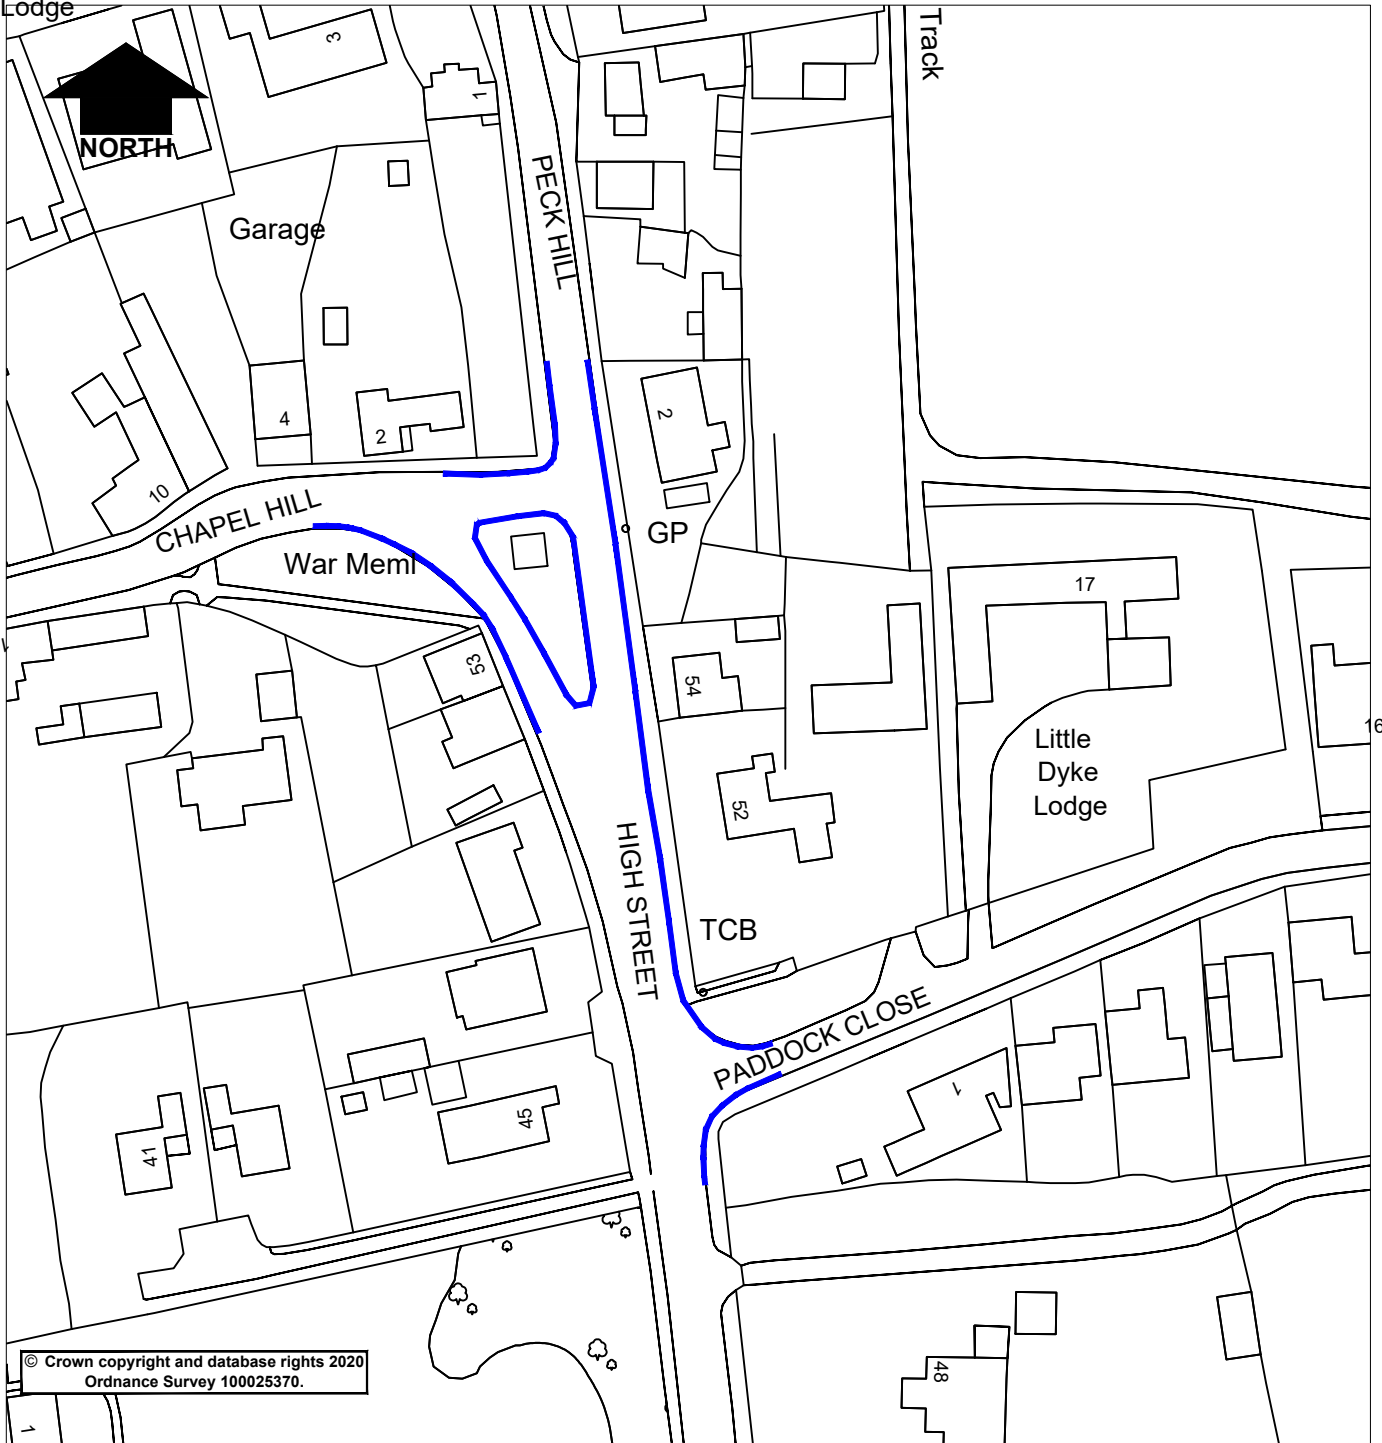 Lodge
3
Track
1
NORTH
PECK HILL
Garage
2
4
2
10
CHAPEL HILL
GP
War Meml
17
1
53
54
16
Little
Dyke
Lodge
52
HIGH STREET
TCB
PADDOCK CLOSE
1
45
41
© Crown copyright and database rights 2020
Ordnance Survey 100025370.
48
1